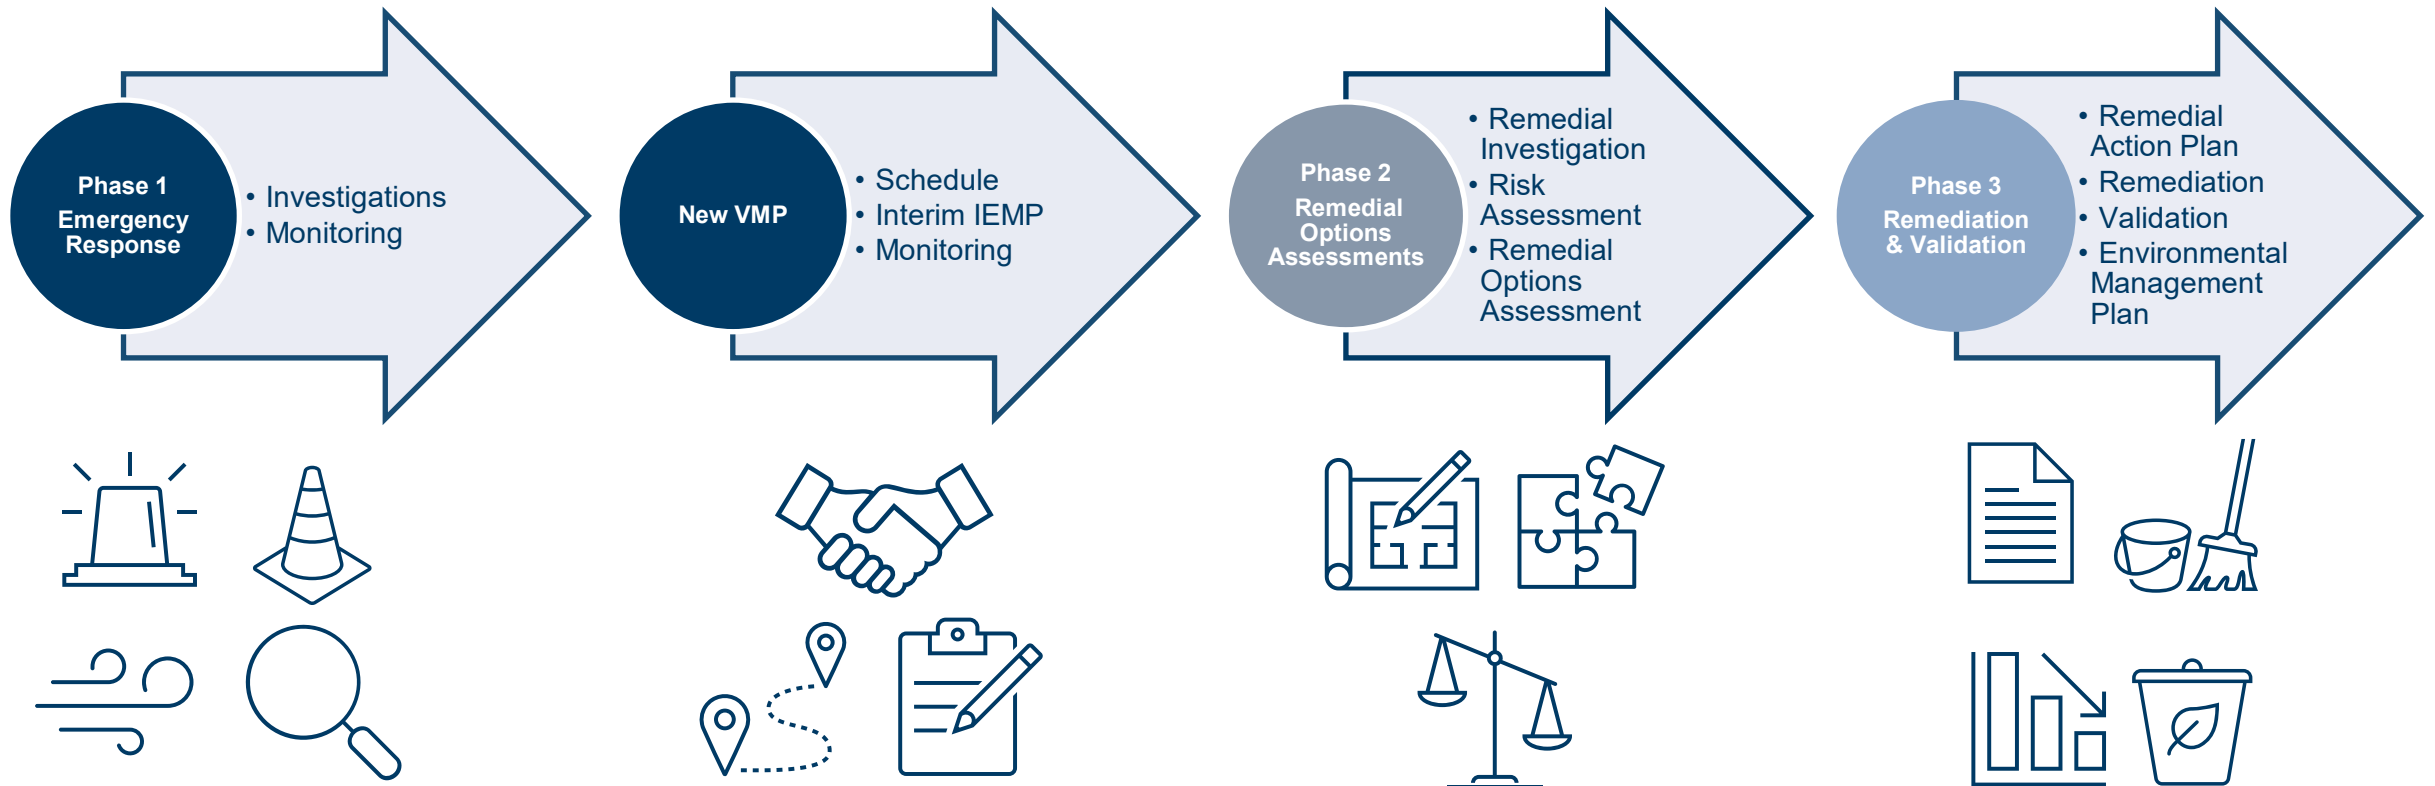 Phase 1
Emergency
Response
• Investigations
• Monitoring
New VMP
• Schedule
• Interim IEMP
• Monitoring
Phase 2
Remedial
Options
Assessments
• Remedial
Investigation
• Risk
Assessment
• Remedial
Options
Assessment
Phase 3
Remediation
& Validation
• Remedial
Action Plan
• Remediation
• Validation
• Environmental
Management
Plan